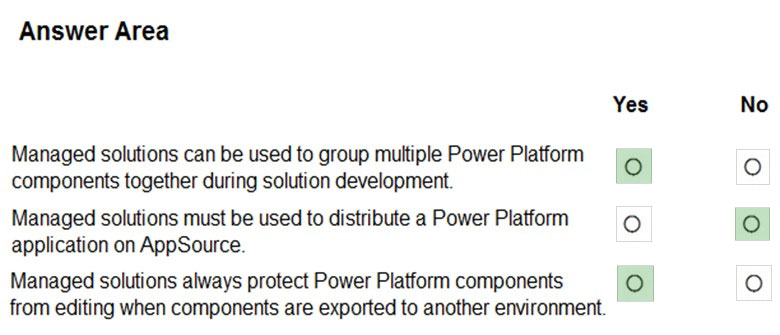 Answer Area
Yes No
Managed solutions can be used to group multiple Power Platform
components together during solution development.
Managed solutions must be used to distribute a Power Platform
application on AppSource.
Managed solutions always protect Power Platform components
from editing when components are exported to another environment.